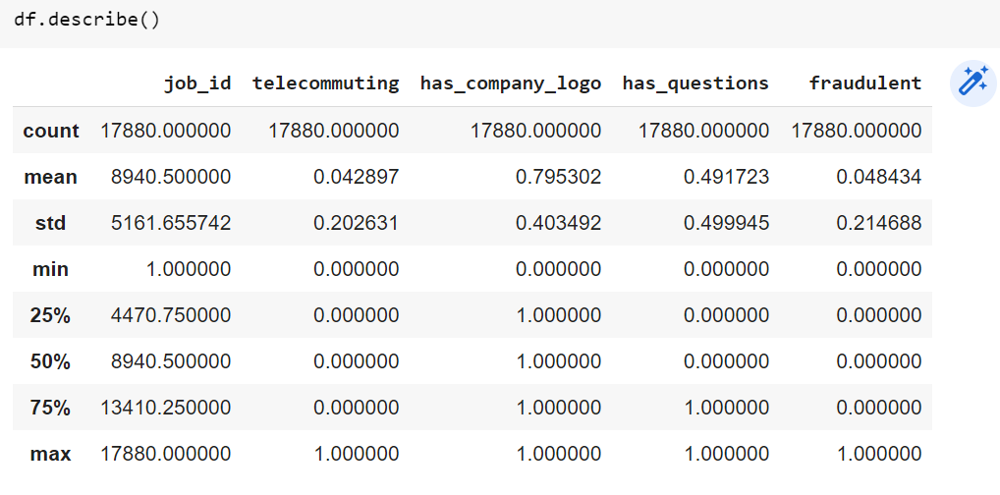 df.describe()
job_id telecommuting has_company_logo has_questions fraudulent
count 17880.000000 17880.000000 17880.000000 17880.000000 17880.000000
mean 8940.500000 0.042897 0.795302 0.491723 0.048434
std 5161.655742 0.202631 0.403492 0.499945 0.214688
min 1.000000 0.000000 0.000000 0.000000 0.000000
25% 4470.750000 0.000000 1.000000 0.000000 0.000000
50% 8940.500000 0.000000 1.000000 0.000000 0.000000
75% 13410.250000 0.000000 1.000000 1.000000 0.000000
max 17880.000000 1.000000 1.000000 1.000000 1.000000